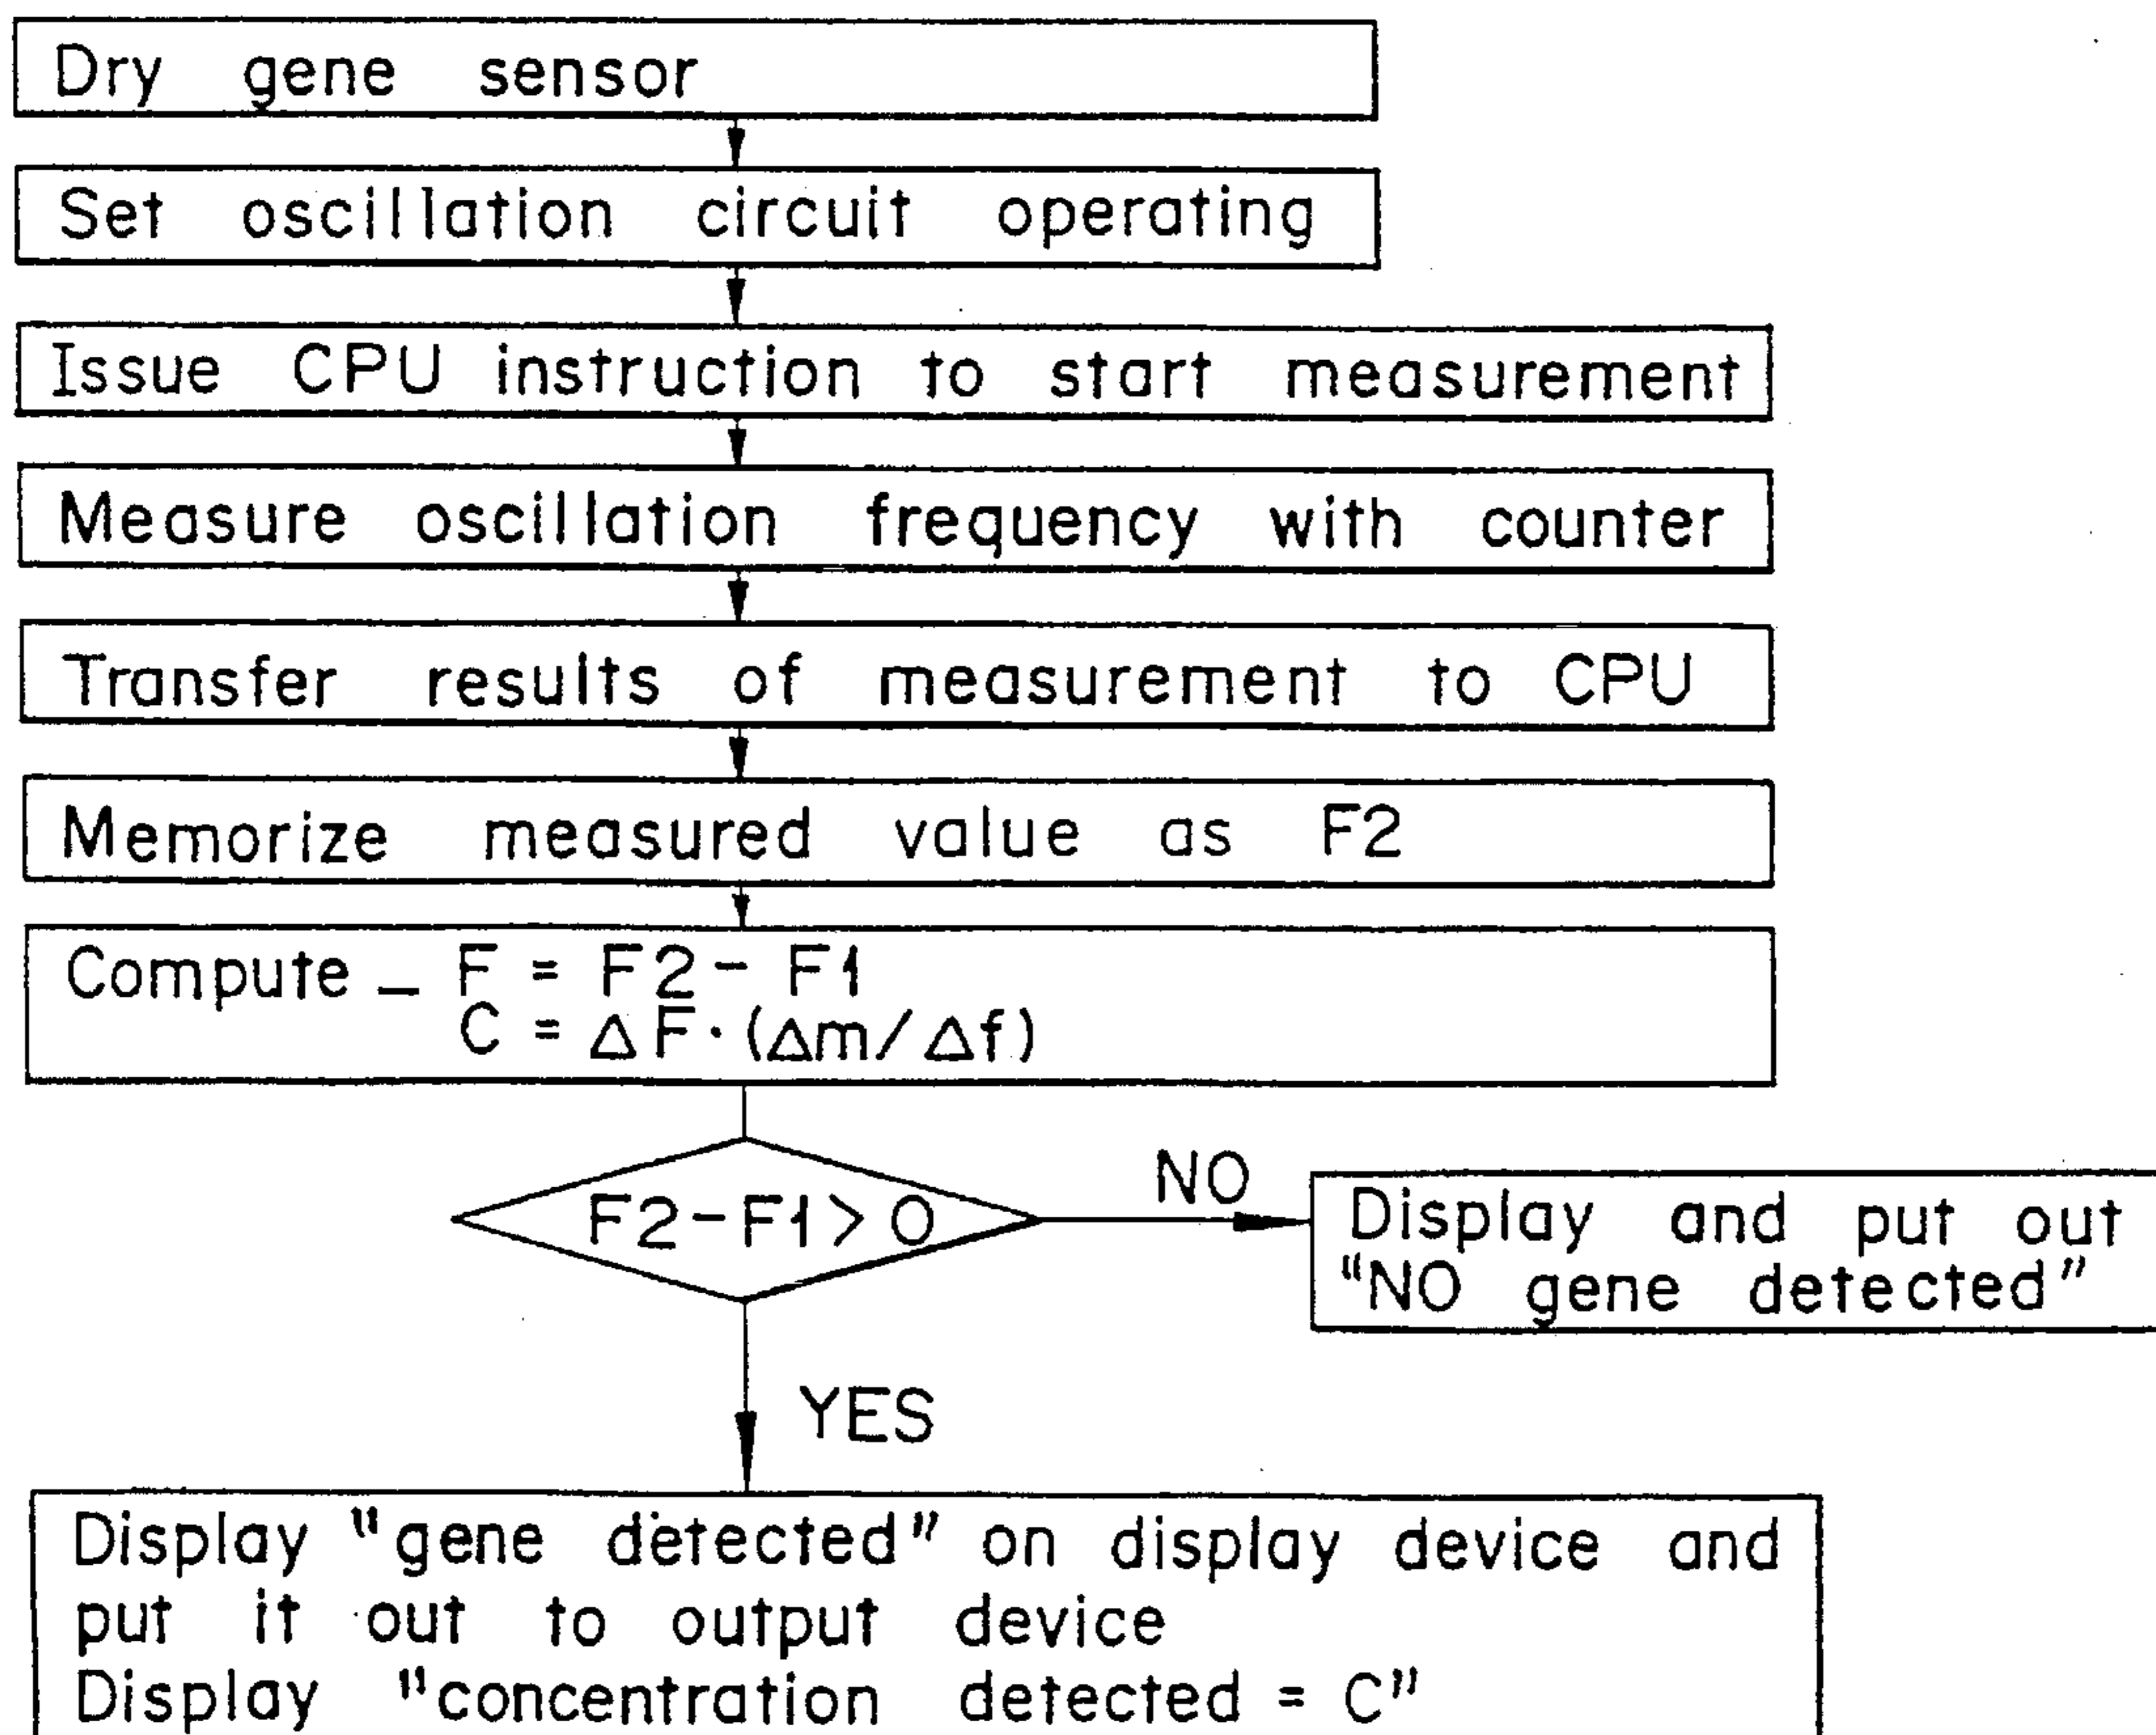 Dry gene sensor
Set oscillation circuit operating
Issue CPU instruction to start measurement
Measure oscillation frequency with counter
Transfer results of measurement to CPU
Memorize measured value as F2
Compute – F = F2 - F1
C = ΔF·(Δm/Δf)
F2-F1>0
NO
Display and put out
"NO gene detected"
YES
Display "gene detected" on display device and
put it out to output device
Display "concentration detected = C"